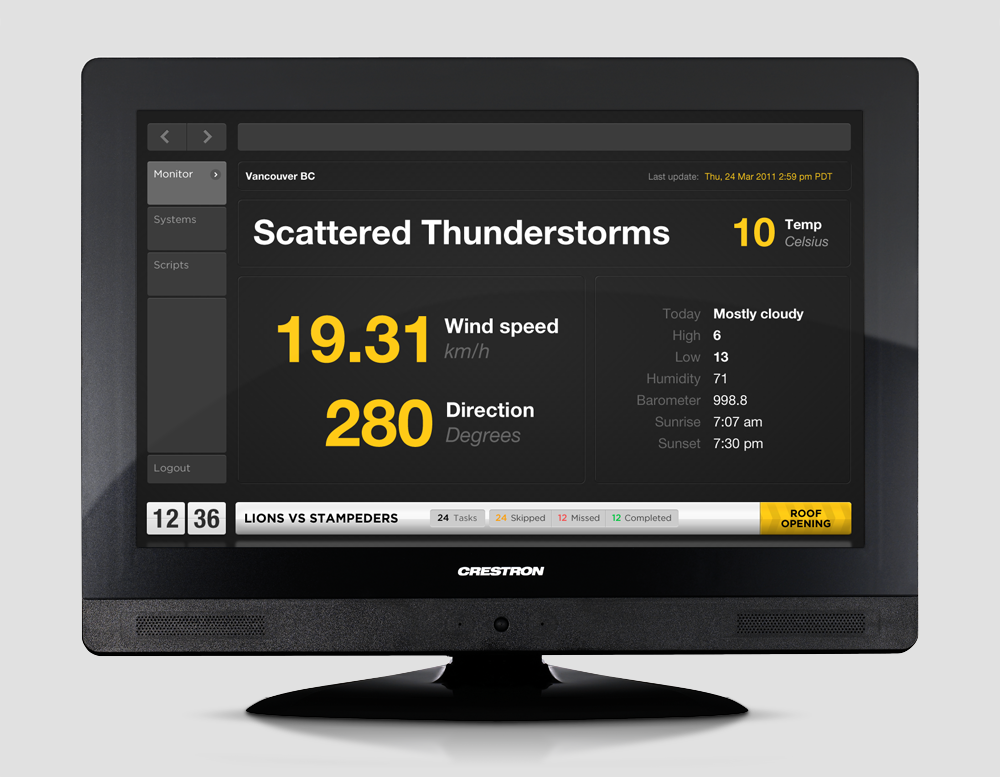 Monitor
Systems
Scripts
Logout
Vancouver BC
Last update: Thu, 24 Mar 2011 2:59 pm PDT
Scattered Thunderstorms
10 Temp
Celsius
19.31 Wind speed
km/h
280 Direction
Degrees
Today Mostly cloudy
High 6
Low 13
Humidity 71
Barometer 998.8
Sunrise 7:07 am
Sunset 7:30 pm
12 36
LIONS VS STAMPEDERS 24 Tasks 24 Skipped 12 Missed 12 Completed
ROOF
OPENING
CRESTRON